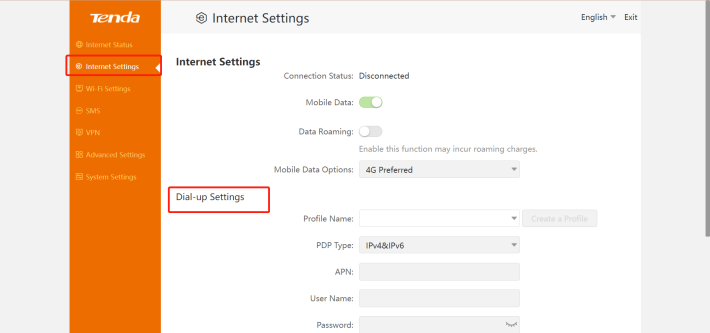 Tenda
Internet Settings
English
Exit
Internet Status
Internet Settings
Wi-Fi Settings
SMS
VPN
Advanced Settings
System Settings
Internet Settings
Connection Status: Disconnected
Mobile Data:
Data Roaming:
Enable this function may incur roaming charges.
Mobile Data Options: 4G Preferred
Dial-up Settings
Profile Name: Create a Profile
PDP Type: IPv4&IPv6
APN:
User Name:
Password: